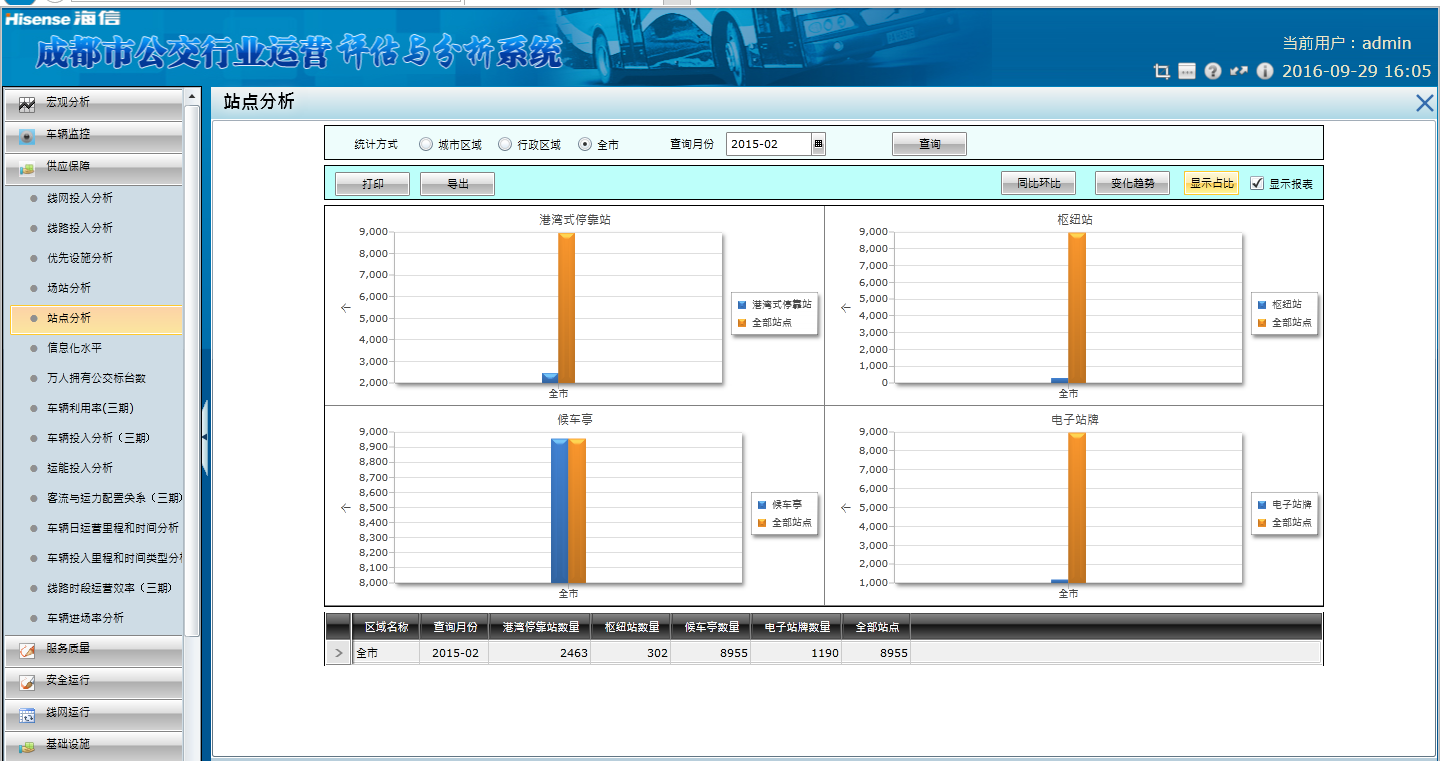 Hisense 海信
成都市公交行业运营评估与分析系统
当前用户：admin
2016-09-29 16:05
宏观分析
车辆监控
供应保障
线网投入分析
线路投入分析
优先设施分析
场站分析
站点分析
信息化水平
万人拥有公交标台数
车辆利用率(三期)
车辆投入分析（三期）
运能投入分析
客流与运力配置关系（三期）
车辆日运营里程和时间分析
车辆投入里程和时间类型分析
线路时段运营效率（三期）
车辆进场率分析
服务质量
安全运行
线网运行
基础设施
站点分析
统计方式 城市区域 行政区域 全市 查询月份 2015-02 查询
打印 导出 同比环比 变化趋势 显示占比 显示报表
港湾式停靠站
9,000
8,000
7,000
6,000
5,000
4,000
3,000
2,000
全市
港湾式停靠站
全部站点
枢纽站
9,000
8,000
7,000
6,000
5,000
4,000
3,000
2,000
1,000
0
全市
枢纽站
全部站点
候车亭
9,000
8,900
8,800
8,700
8,600
8,500
8,400
8,300
8,200
8,100
8,000
全市
候车亭
全部站点
电子站牌
9,000
8,000
7,000
6,000
5,000
4,000
3,000
2,000
1,000
全市
电子站牌
全部站点
区域名称 查询月份 港湾停靠站数量 枢纽站数量 候车亭数量 电子站牌数量 全部站点
全市 2015-02 2463 302 8955 1190 8955